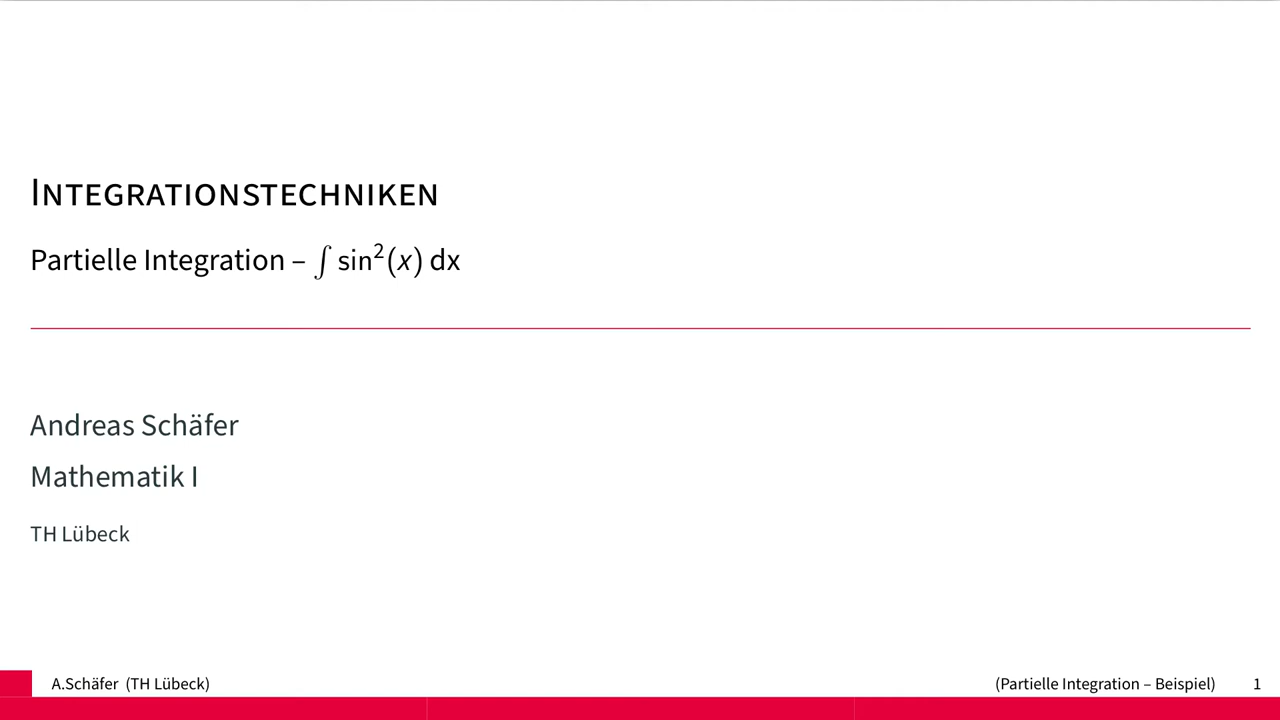 INTEGRATIONSTECHNIKEN
Partielle Integration – ∫ sin²(x) dx
Andreas Schäfer
Mathematik I
TH Lübeck
A.Schäfer (TH Lübeck)
(Partielle Integration – Beispiel)
1